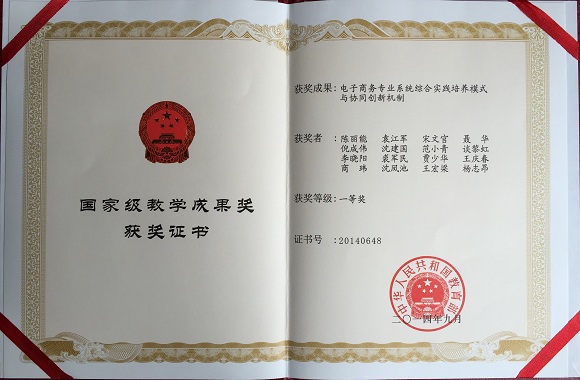 国家级教学成果奖
获奖证书
获奖成果：电子商务专业系统综合实践培养模式
与协同创新机制
获奖者：陈丽能 袁江军 宋文官 聂华
倪成伟 沈建国 范小青 谈黎虹
李晓阳 裘军民 贾少华 王庆春
商玮 沈凤池 王宏梁 杨志昂
获奖等级：一等奖
证书号：20140648
中华人民共和国教育部
二〇一四年九月